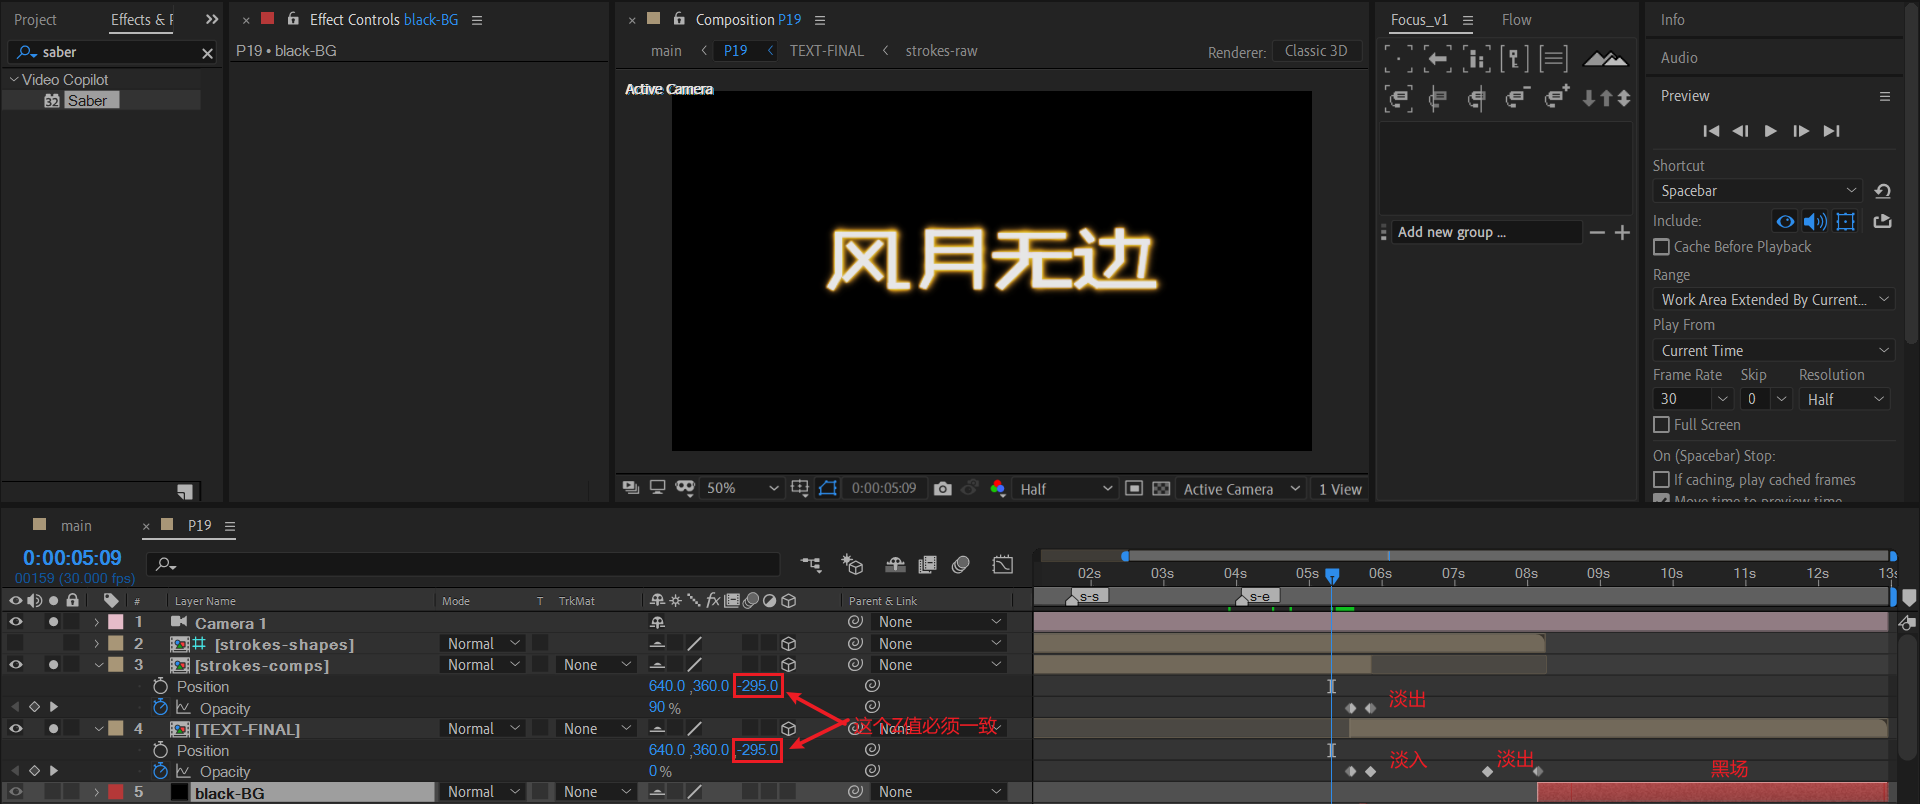 Project
Effects & F
saber
Video Copilot
Saber
Effect Controls black-BG
P19 • black-BG
Composition P19
main
P19
TEXT-FINAL
strokes-raw
Renderer:
Classic 3D
Active Camera
风月无边
50%
0:00:05:09
Half
Active Camera
1 View
Focus_v1
Flow
Add new group ...
Info
Audio
Preview
Shortcut
Spacebar
Include:
Cache Before Playback
Range
Work Area Extended By Current...
Play From
Current Time
Frame Rate Skip Resolution
30 0 Half
Full Screen
On (Spacebar) Stop:
If caching, play cached frames
Move time to preview time
main
P19
0:00:05:09
00159 (30.000 fps)
02s 03s 04s 05s 06s 07s 08s 09s 10s 11s 12s 13s
s-s s-e
# Layer Name Mode T TrkMat fx Parent & Link
1 Camera 1 None
2 [strokes-shapes] Normal None
3 [strokes-comps] Normal None None
Position 640.0 ,360.0 ,-295.0
Opacity 90 %
淡出
这个Z值必须一致
4 [TEXT-FINAL] Normal None None
Position 640.0 ,360.0 ,-295.0
Opacity 0 %
淡入 淡出 黑场
5 black-BG Normal None None